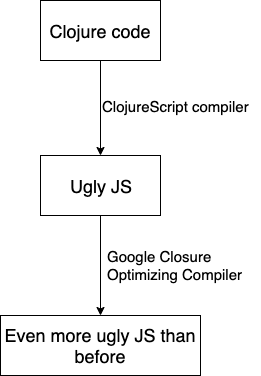 Clojure code
ClojureScript compiler
Ugly JS
Google Closure
Optimizing Compiler
Even more ugly JS than
before